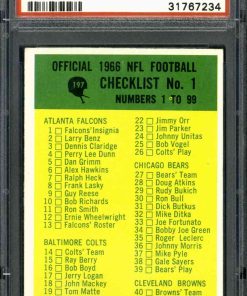 31767234
OFFICIAL 1966 NFL FOOTBALL
197
CHECKLIST No. 1
NUMBERS 1 TO 99
ATLANTA FALCONS
1 Falcons' Insignia
2 Larry Benz
3 Dennis Claridge
4 Perry Lee Dunn
5 Dan Grimm
6 Alex Hawkins
7 Ralph Heck
8 Frank Lasky
9 Guy Reese
10 Bob Richards
11 Ron Smith
12 Ernie Wheelwright
13 Falcons' Roster
BALTIMORE COLTS
14 Colts' Team
15 Ray Berry
16 Bob Boyd
17 Jerry Logan
18 John Mackey
19 Tom Matte
22 Jimmy Orr
23 Jim Parker
24 Johnny Unitas
25 Bob Vogel
26 Colts' Play
CHICAGO BEARS
27 Bears' Team
28 Doug Atkins
29 Rudy Bukich
30 Ron Bull
31 Dick Butkus
32 Mike Ditka
33 Joe Fortunato
34 Bobby Joe Green
35 Roger Leclerc
36 Johnny Morris
37 Mike Pyle
38 Gale Sayers
39 Bears' Play
CLEVELAND BROWNS
40 Browns' Team